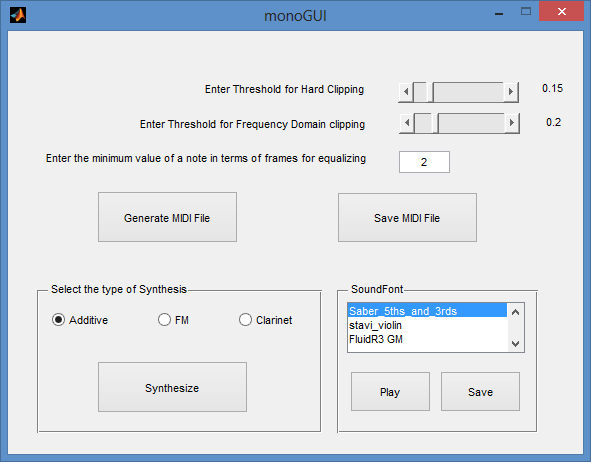 monoGUI
Enter Threshold for Hard Clipping
0.15
Enter Threshold for Frequency Domain clipping
0.2
Enter the minimum value of a note in terms of frames for equalizing
2
Generate MIDI File
Save MIDI File
Select the type of Synthesis
Additive
FM
Clarinet
Synthesize
SoundFont
Saber_5ths_and_3rds
stavi_violin
FluidR3 GM
Play
Save